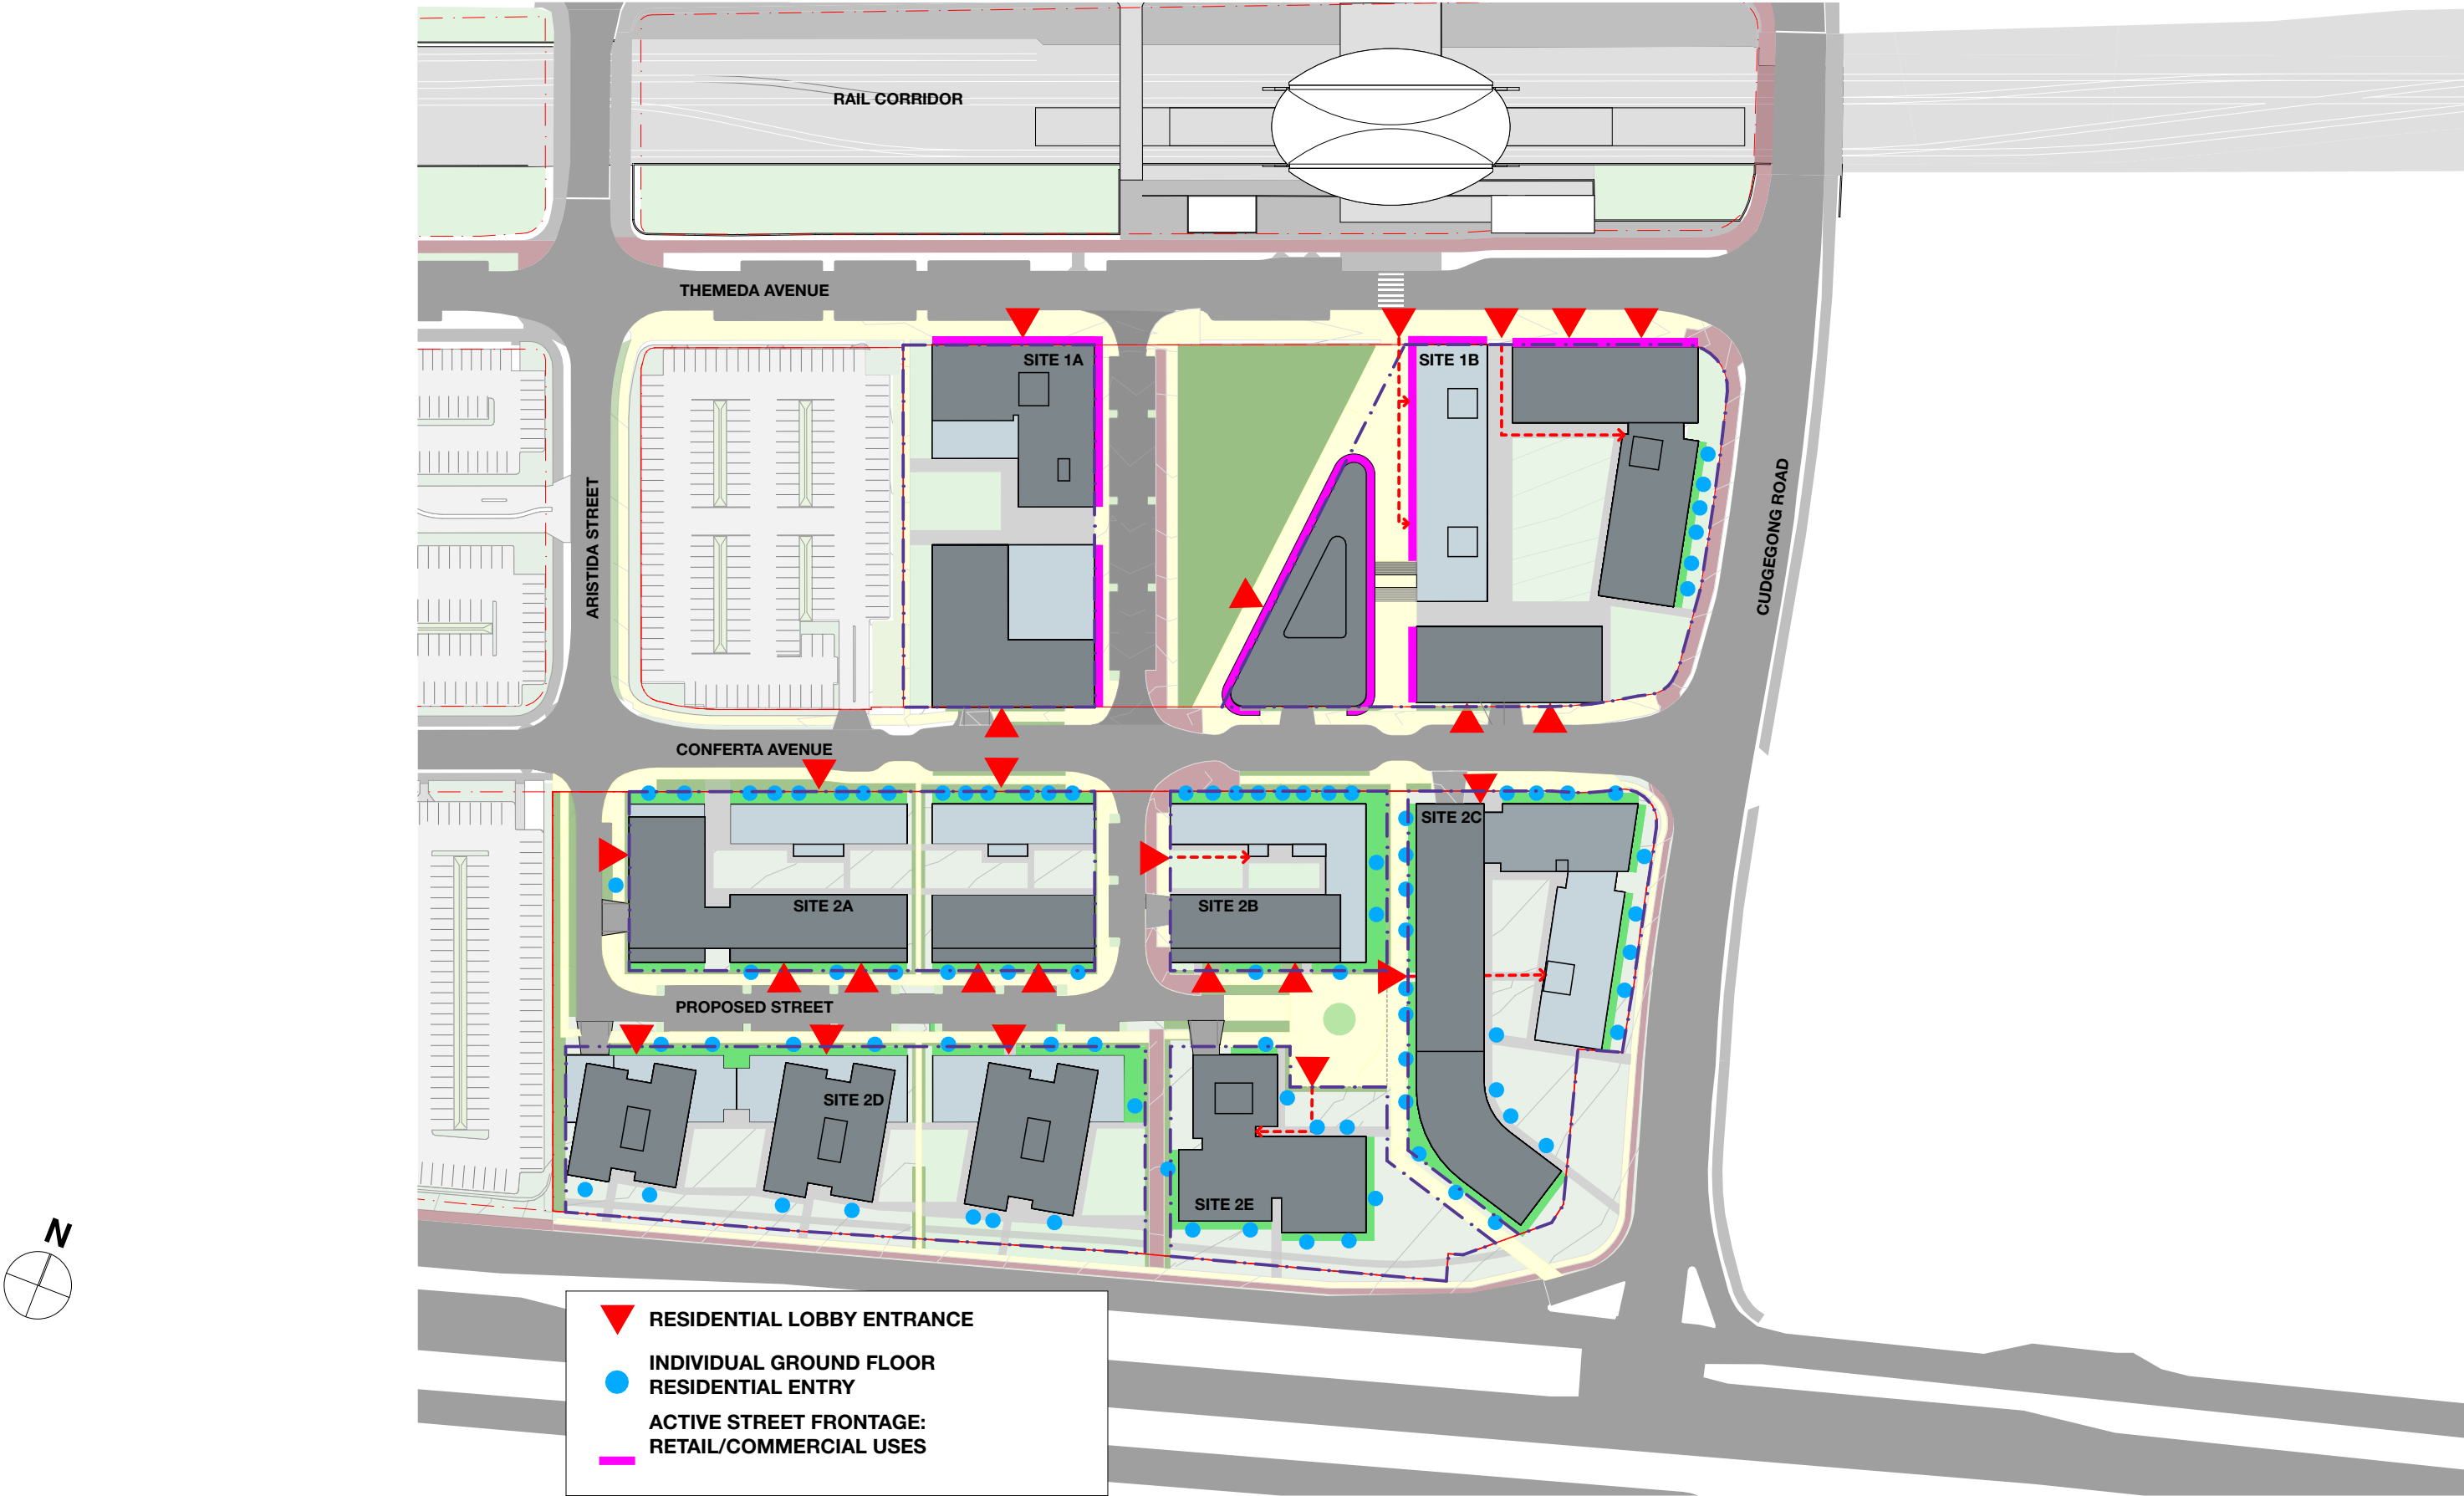 RAIL CORRIDOR
THEMEDA AVENUE
SITE 1A
SITE 1B
ARISTIDA STREET
CUDGEGONG ROAD
CONFERTA AVENUE
SITE 2C
SITE 2A
SITE 2B
PROPOSED STREET
SITE 2D
SITE 2E
N
RESIDENTIAL LOBBY ENTRANCE
INDIVIDUAL GROUND FLOOR
RESIDENTIAL ENTRY
ACTIVE STREET FRONTAGE:
RETAIL/COMMERCIAL USES